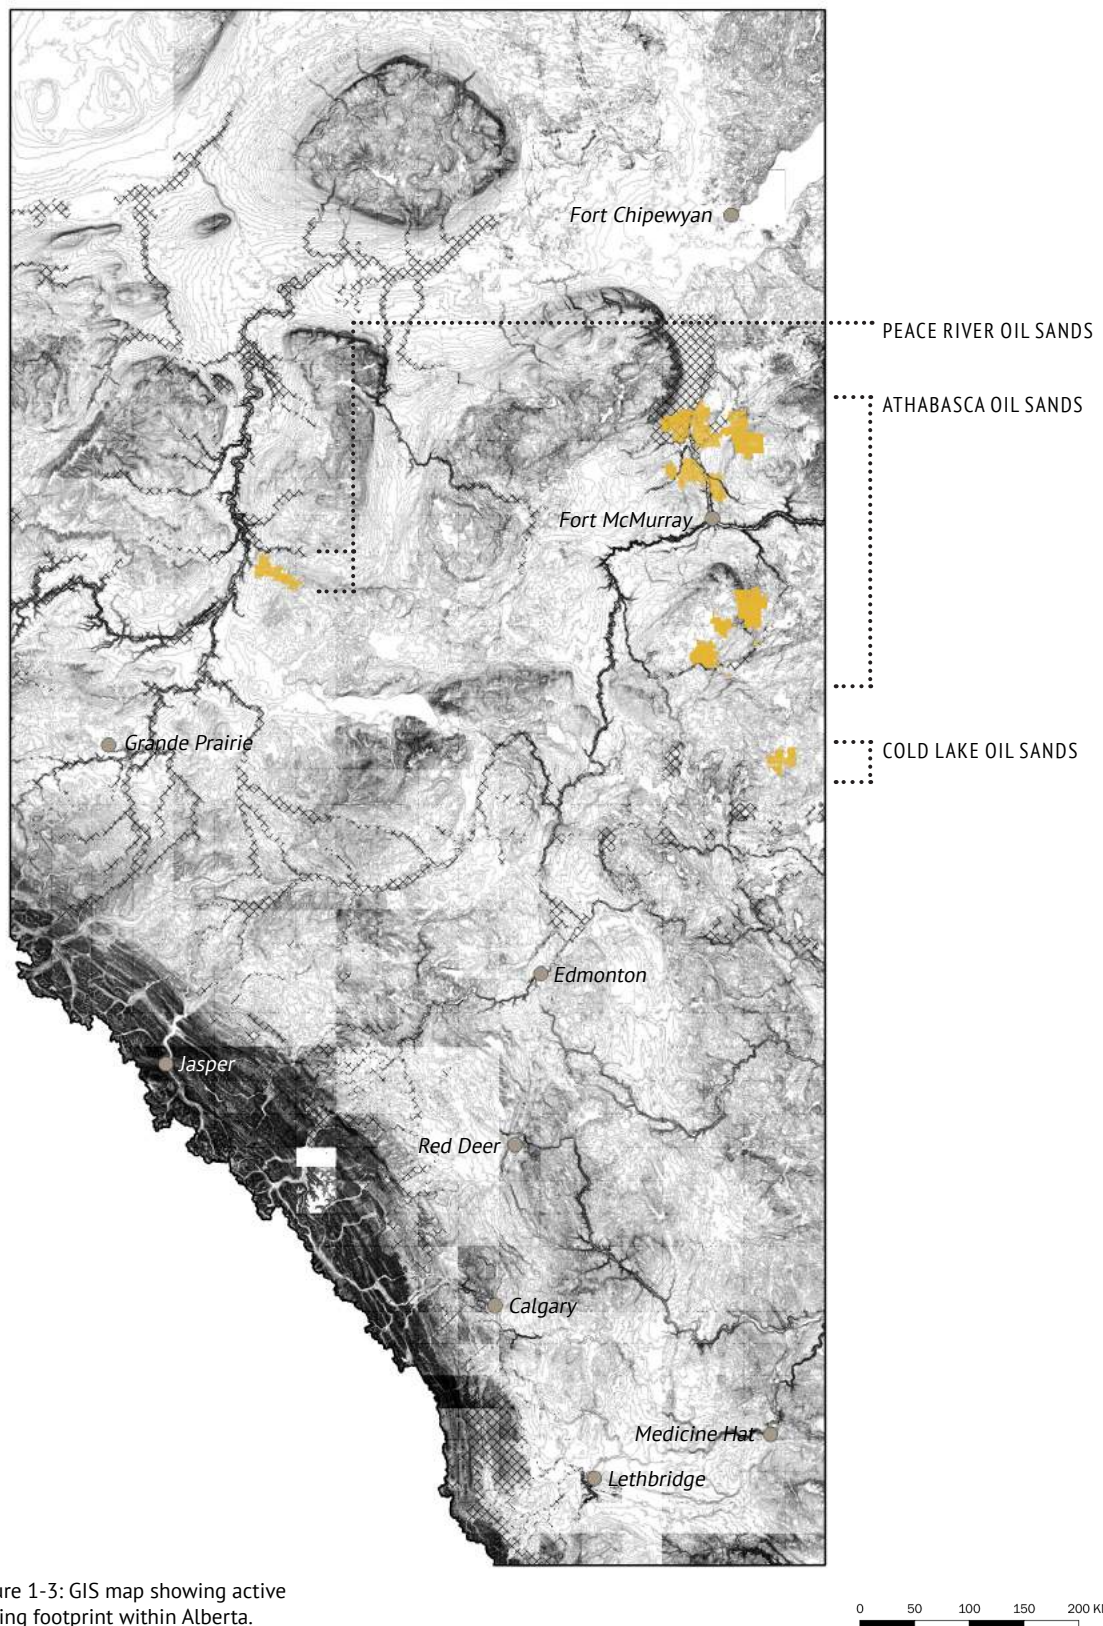 Fort Chipewyan
PEACE RIVER OIL SANDS
ATHABASCA OIL SANDS
Fort McMurray
Grande Prairie
COLD LAKE OIL SANDS
Edmonton
Jasper
Red Deer
Calgary
Medicine Hat
Lethbridge
ure 1-3: GIS map showing active
ing footprint within Alberta.
0 50 100 150 200 K